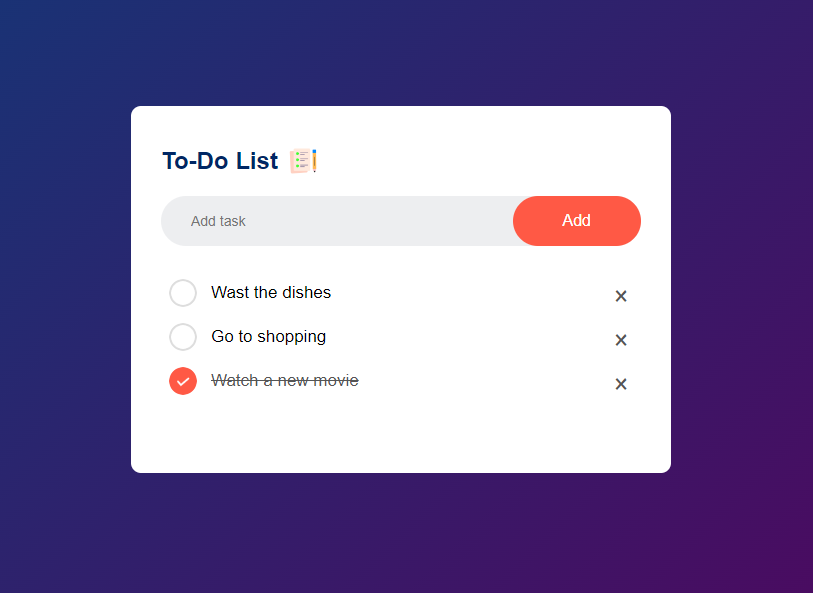 To-Do List
Add task
Add
Wast the dishes
Go to shopping
Watch a new movie